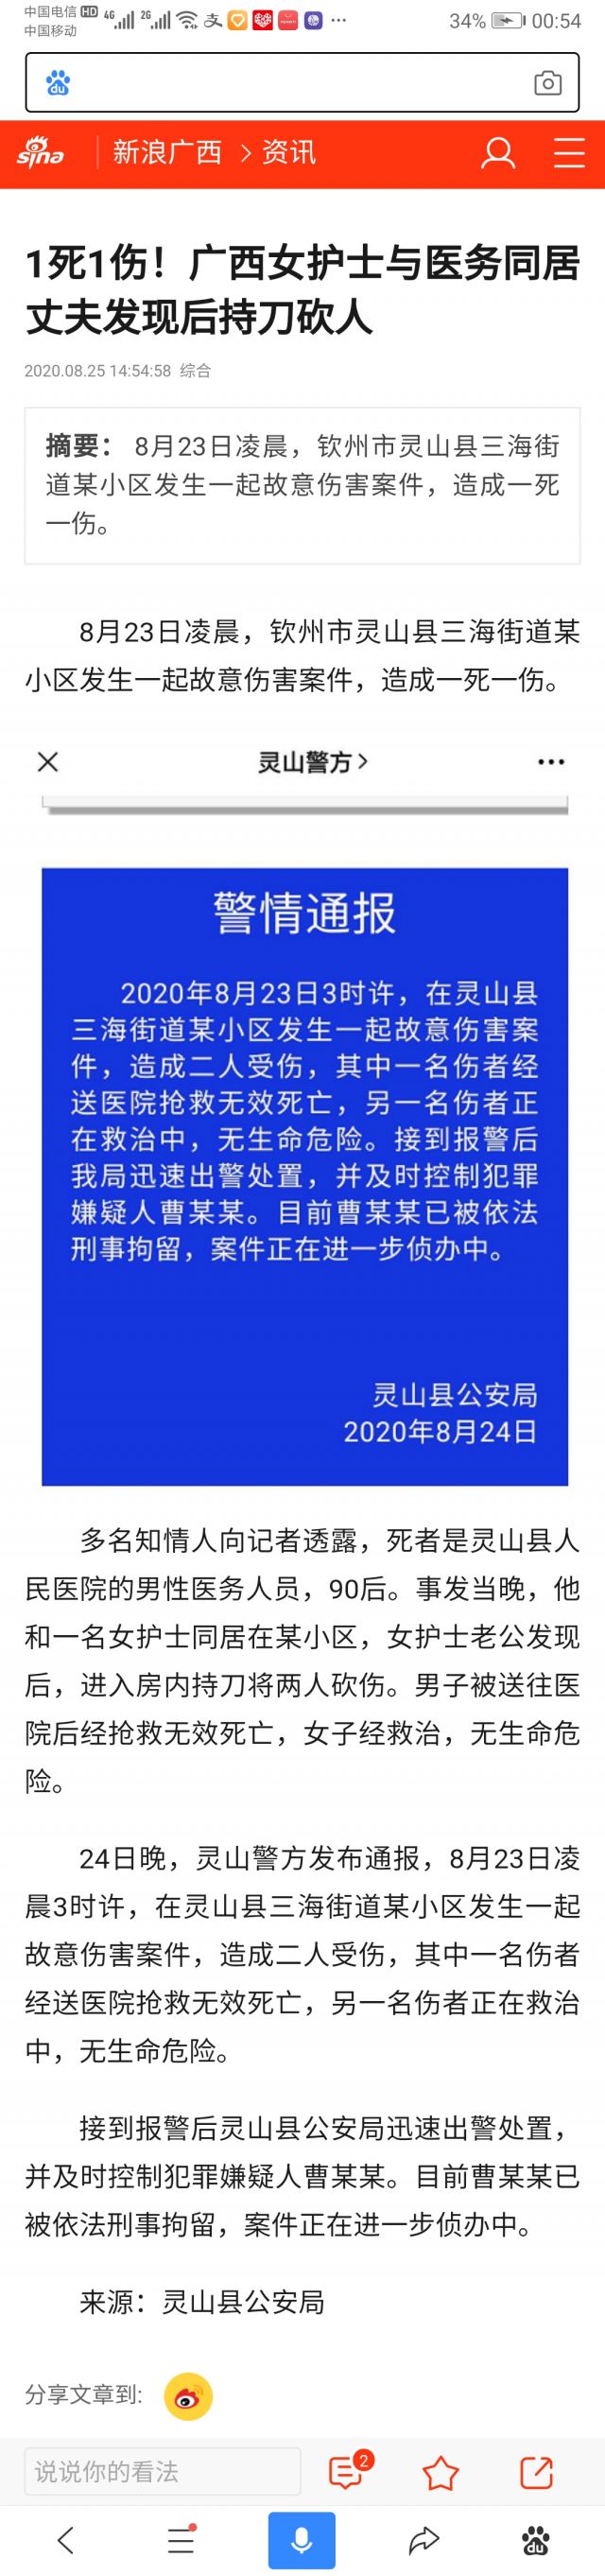 中国电信 HD 4G 2G 支 34% 00:54
中国移动
du
sina 新浪广西 > 资讯
1死1伤！广西女护士与医务同居
丈夫发现后持刀砍人
2020.08.25 14:54:58 综合
摘要： 8月23日凌晨，钦州市灵山县三海街
道某小区发生一起故意伤害案件，造成一死
一伤。
8月23日凌晨，钦州市灵山县三海街道某
小区发生一起故意伤害案件，造成一死一伤。
灵山警方>
警情通报
2020年8月23日3时许，在灵山县
三海街道某小区发生一起故意伤害案
件，造成二人受伤，其中一名伤者经
送医院抢救无效死亡，另一名伤者正
在救治中，无生命危险。接到报警后
我局迅速出警处置，并及时控制犯罪
嫌疑人曹某某。目前曹某某已被依法
刑事拘留，案件正在进一步侦办中。
灵山县公安局
2020年8月24日
多名知情人向记者透露，死者是灵山县人
民医院的男性医务人员，90后。事发当晚，他
和一名女护士同居在某小区，女护士老公发现
后，进入房内持刀将两人砍伤。男子被送往医
院后经抢救无效死亡，女子经救治，无生命危
险。
24日晚，灵山警方发布通报，8月23日凌
晨3时许，在灵山县三海街道某小区发生一起
故意伤害案件，造成二人受伤，其中一名伤者
经送医院抢救无效死亡，另一名伤者正在救治
中，无生命危险。
接到报警后灵山县公安局迅速出警处置，
并及时控制犯罪嫌疑人曹某某。目前曹某某已
被依法刑事拘留，案件正在进一步侦办中。
来源：灵山县公安局
分享文章到:
说说你的看法 2
du